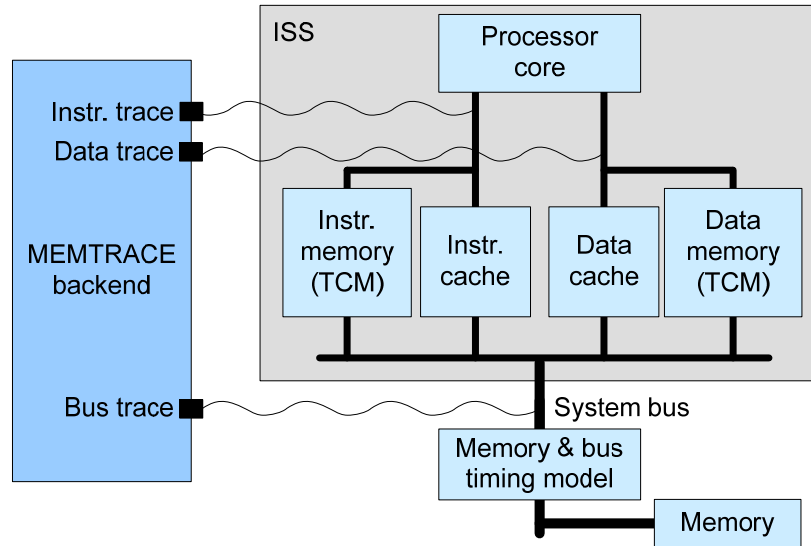 ISS
Processor
core
Instr. trace
Data trace
MEMTRACE
backend
Bus trace
Instr.
memory
(TCM)
Instr.
cache
Data
cache
Data
memory
(TCM)
System bus
Memory & bus
timing model
Memory